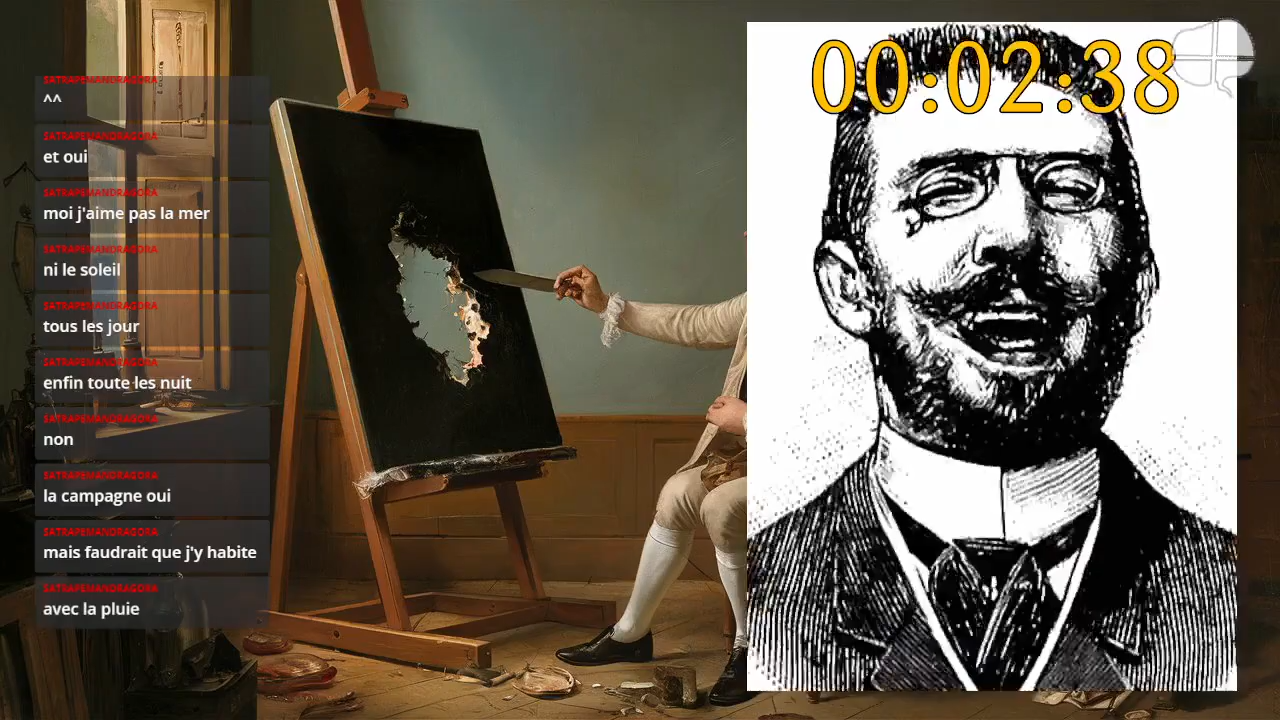 SATRAPEMANDRAGORA
^^
SATRAPEMANDRAGORA
et oui
SATRAPEMANDRAGORA
moi j'aime pas la mer
SATRAPEMANDRAGORA
ni le soleil
SATRAPEMANDRAGORA
tous les jour
SATRAPEMANDRAGORA
enfin toute les nuit
SATRAPEMANDRAGORA
non
SATRAPEMANDRAGORA
la campagne oui
SATRAPEMANDRAGORA
mais faudrait que j'y habite
SATRAPEMANDRAGORA
avec la pluie
00:02:38